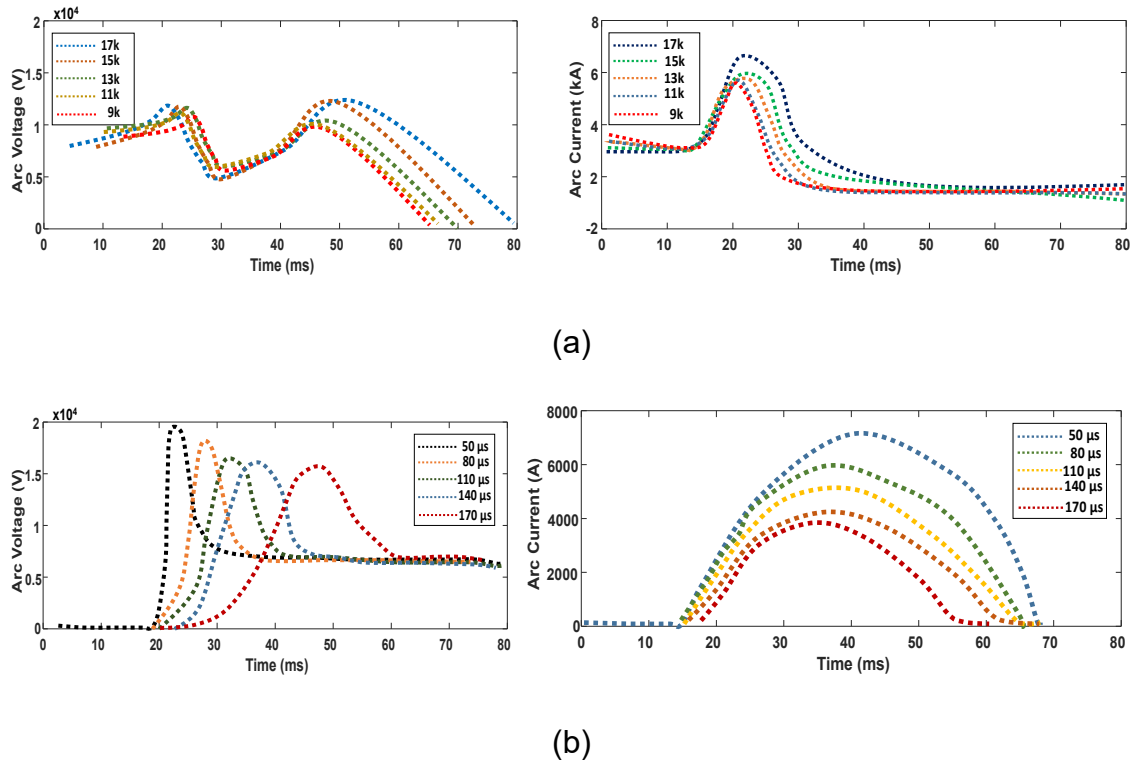 x10⁴
2
1.5
1
0.5
0
Arc Voltage (V)
17k
15k
13k
11k
9k
0 10 20 30 40 50 60 70 80
Time (ms)
8
6
4
2
-2
Arc Current (kA)
17k
15k
13k
11k
9k
0 10 20 30 40 50 60 70 80
Time (ms)
(a)
x10⁴
2
1.5
1
0.5
0
Arc Voltage (V)
50 µs
80 µs
110 µs
140 µs
170 µs
0 10 20 30 40 50 60 70 80
Time (ms)
8000
6000
4000
2000
0
Arc Current (A)
50 µs
80 µs
110 µs
140 µs
170 µs
0 10 20 30 40 50 60 70 80
Time (ms)
(b)